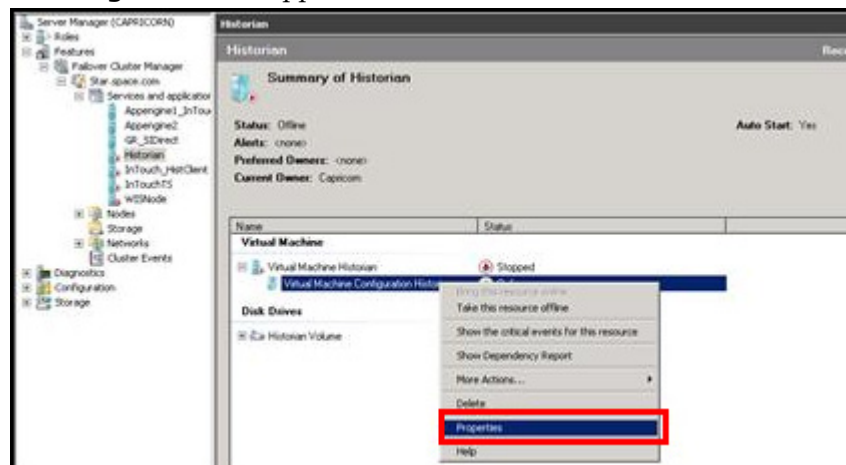 Server Manager (CAPRICORN)
Roles
Features
Failover Cluster Manager
Star-space.com
Services and application
Appengine1_InTou
Appengine2
GR_SIDirect
Historian
InTouch_HistClient
InTouchTS
WISNode
Nodes
Storage
Networks
Cluster Events
Diagnostics
Configuration
Storage
Historian
Historian
Summary of Historian
Status: Offline
Auto Start: Yes
Alerts: <none>
Preferred Owners: <none>
Current Owner: Capricorn
Name Status
Virtual Machine
Virtual Machine Historian Stopped
Virtual Machine Configuration Histo
Disk Drives
Historian Volume
Bring this resource online
Take this resource offline
Show the critical events for this resource
Show Dependency Report
More Actions...
Delete
Properties
Help